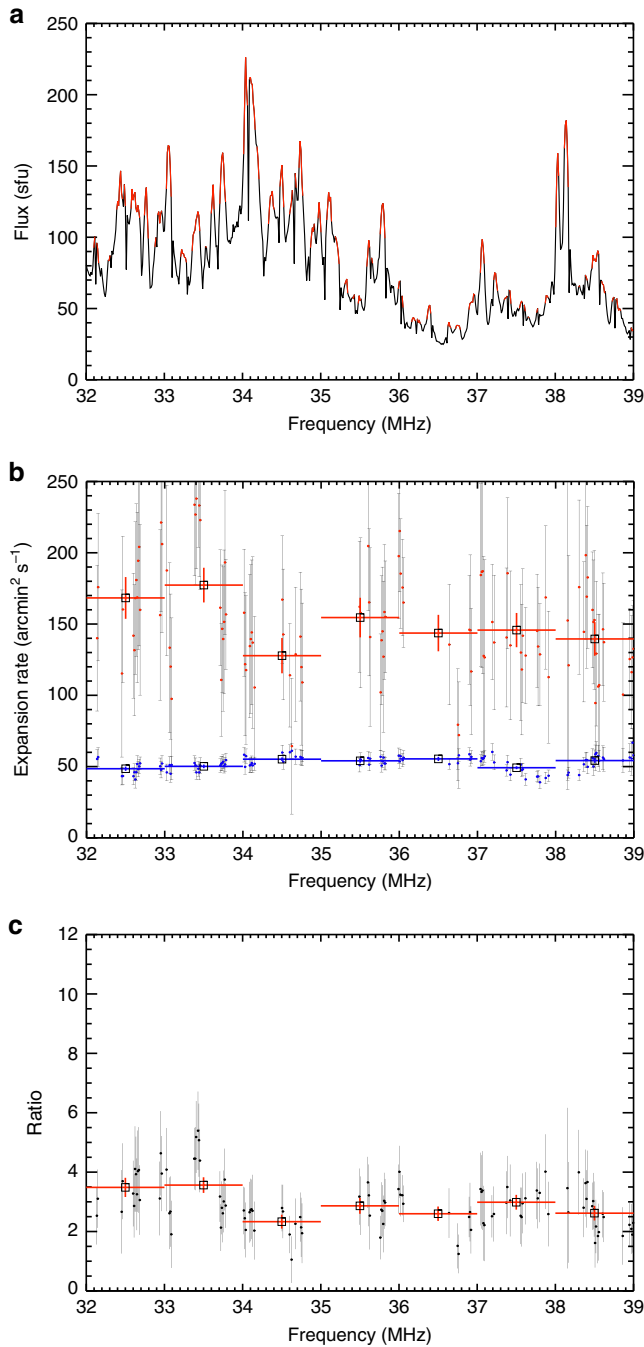 a
250
200
150
100
50
0
Flux (sfu)
32 33 34 35 36 37 38 39
Frequency (MHz)
b
250
200
150
100
50
0
Expansion rate (arcmin² s⁻¹)
32 33 34 35 36 37 38 39
Frequency (MHz)
c
12
10
8
6
4
2
0
Ratio
32 33 34 35 36 37 38 39
Frequency (MHz)